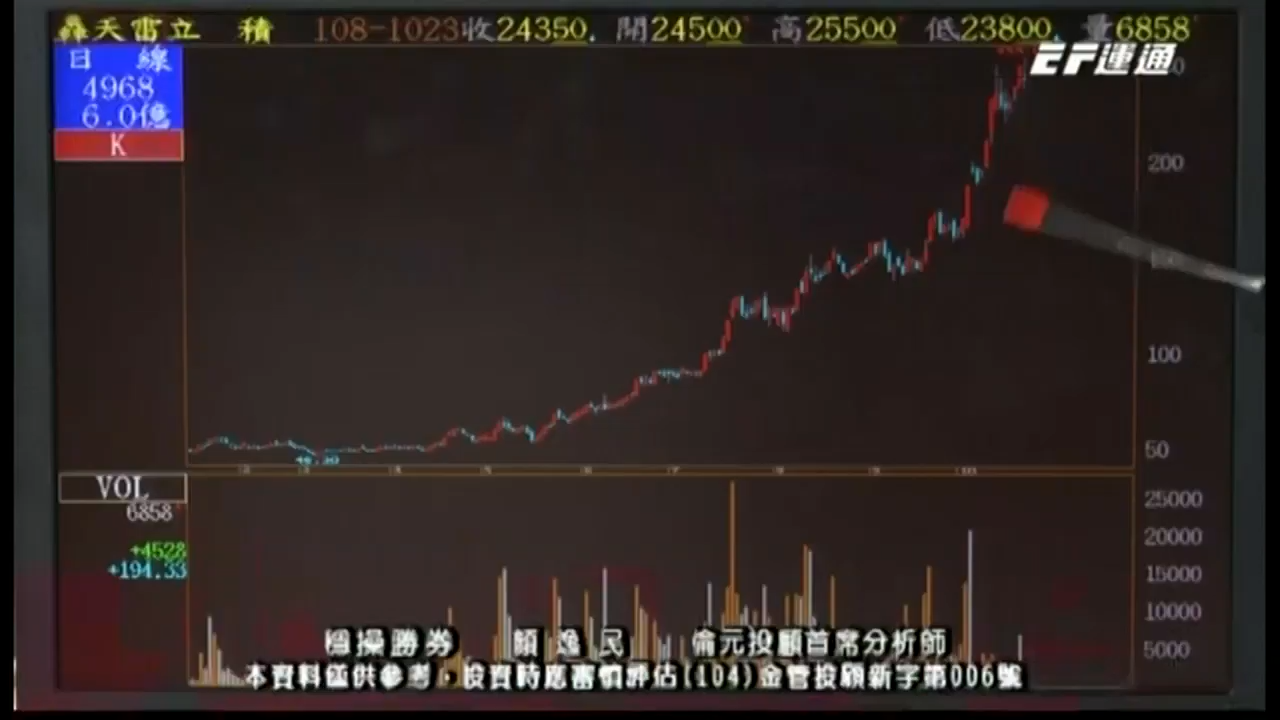 天雷立 積 108-1023收24350. 開24500 高25500 低23800. 量6858
EF運通
日 線
4968
6.0億
K
200
100
50
VOL
6858
+4528
+194.33
25000
20000
15000
10000
5000
穩操勝券 顏逸民 倫元投顧首席分析師
本資料僅供參考,投資時應審慎評估(104)金管投顧新字第006號